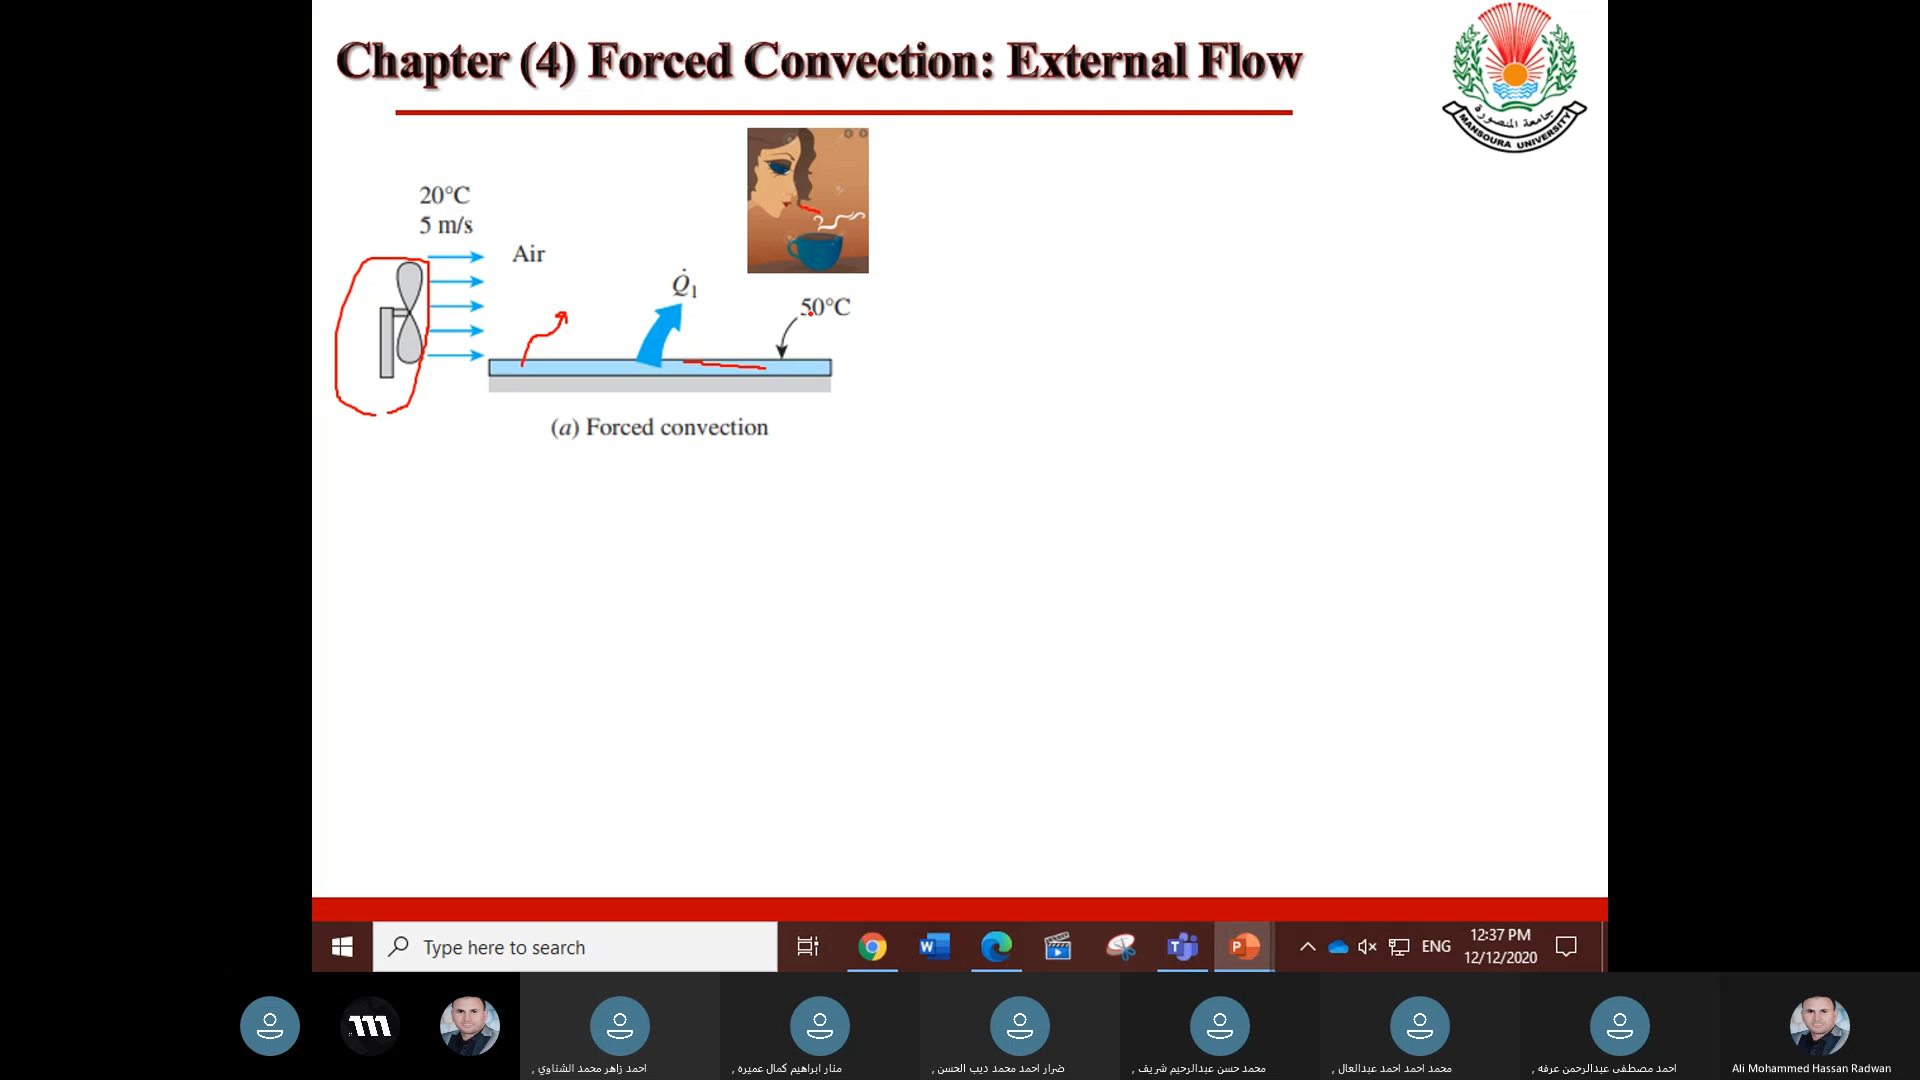 Chapter (4) Forced Convection: External Flow
جامعة المنصورة
MANSOURA UNIVERSITY
20°C
5 m/s
Air
Q̇1
50°C
(a) Forced convection
Type here to search
ENG
12:37 PM
12/12/2020
احمد زاهر محمد الشناوي ,
منار ابراهيم كمال عميره ,
ضرار احمد محمد ديب الحسن ,
محمد حسن عبدالرحيم شريف ,
محمد احمد احمد عبدالعال ,
احمد مصطفى عبدالرحمن عرفه ,
Ali Mohammed Hassan Radwan